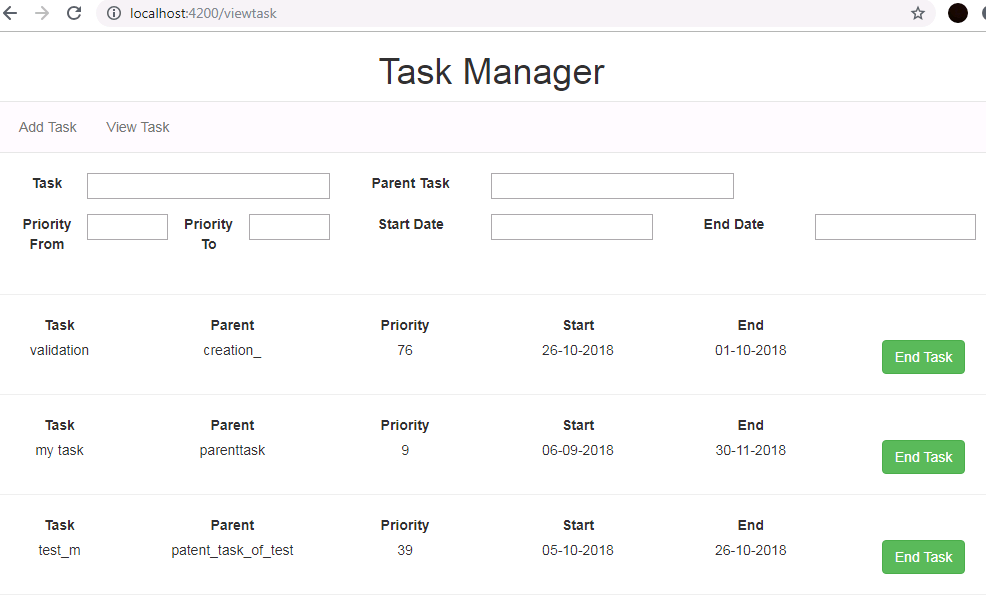 localhost:4200/viewtask
Task Manager
Add Task View Task
Task Parent Task
Priority From Priority To Start Date End Date
Task Parent Priority Start End
validation creation_ 76 26-10-2018 01-10-2018
End Task
Task Parent Priority Start End
my task parenttask 9 06-09-2018 30-11-2018
End Task
Task Parent Priority Start End
test_m patent_task_of_test 39 05-10-2018 26-10-2018
End Task